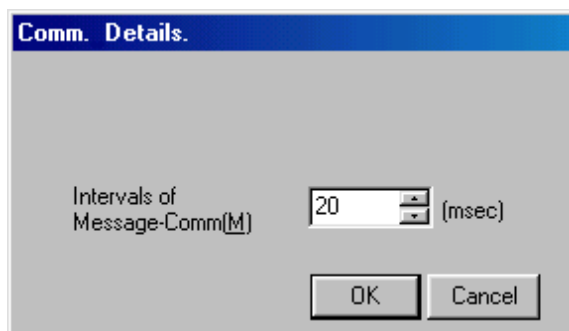 Comm. Details.
Intervals of
Message-Comm(M)
20
(msec)
OK
Cancel